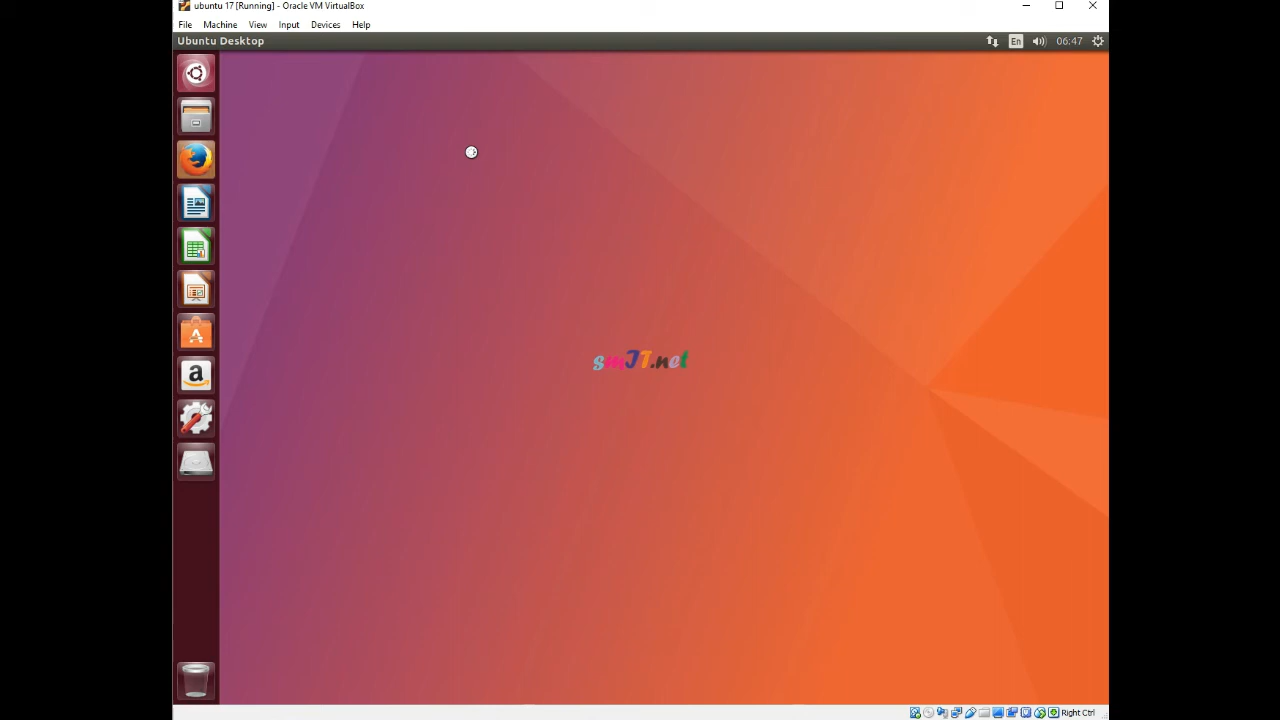 ubuntu 17 [Running] - Oracle VM VirtualBox
File Machine View Input Devices Help
Ubuntu Desktop En 06:47
smIT.net
Right Ctrl